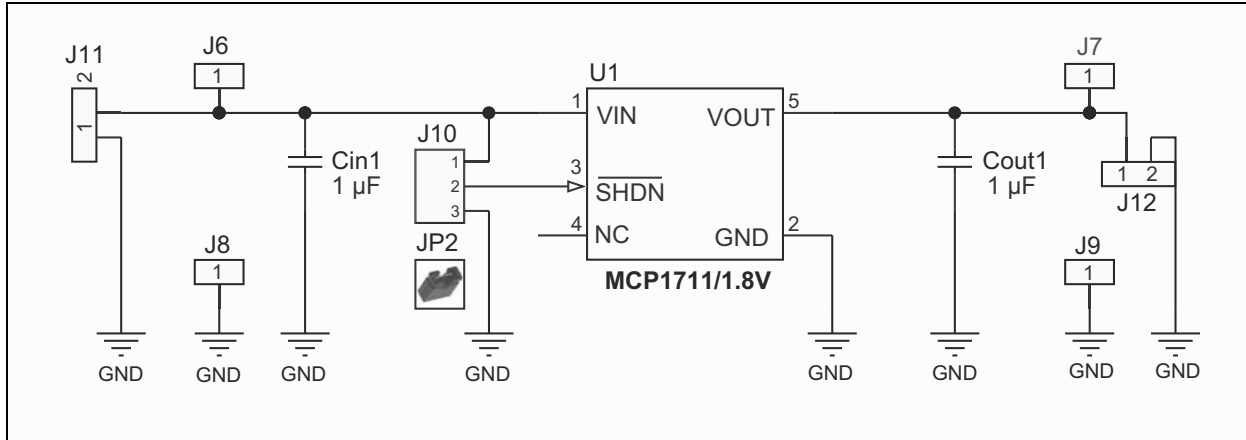 J11
2
1
J6
1
Cin1
1 µF
J10
1
2
3
JP2
J8
1
U1
1
VIN
3
SHDN
4
NC
VOUT
5
GND
2
MCP1711/1.8V
Cout1
1 µF
J7
1
1 2
J12
J9
1
GND
GND
GND
GND
GND
GND
GND
GND